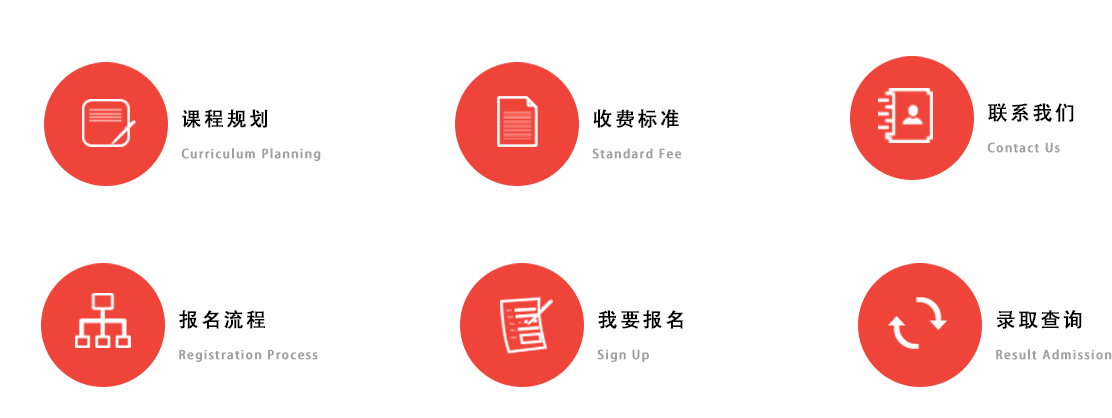 课程规划
Curriculum Planning
收费标准
Standard Fee
联系我们
Contact Us
报名流程
Registration Process
我要报名
Sign Up
录取查询
Result Admission